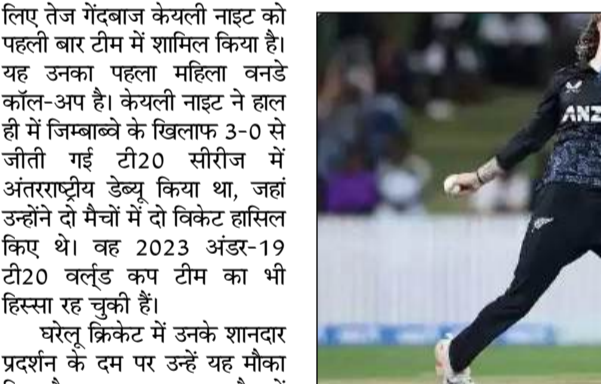 लिए तेज गेंदबाज केयली नाइट को
पहली बार टीम में शामिल किया है।
यह उनका पहला महिला वनडे
कॉल-अप है। केयली नाइट ने हाल
ही में जिम्बाब्वे के खिलाफ 3-0 से
जीती गई टी20 सीरीज में
अंतरराष्ट्रीय डेब्यू किया था, जहां
उन्होंने दो मैचों में दो विकेट हासिल
किए थे। वह 2023 अंडर-19
टी20 वर्ल्ड कप टीम का भी
हिस्सा रह चुकी हैं।
घरेलू क्रिकेट में उनके शानदार
प्रदर्शन के दम पर उन्हें यह मौका
ANZ